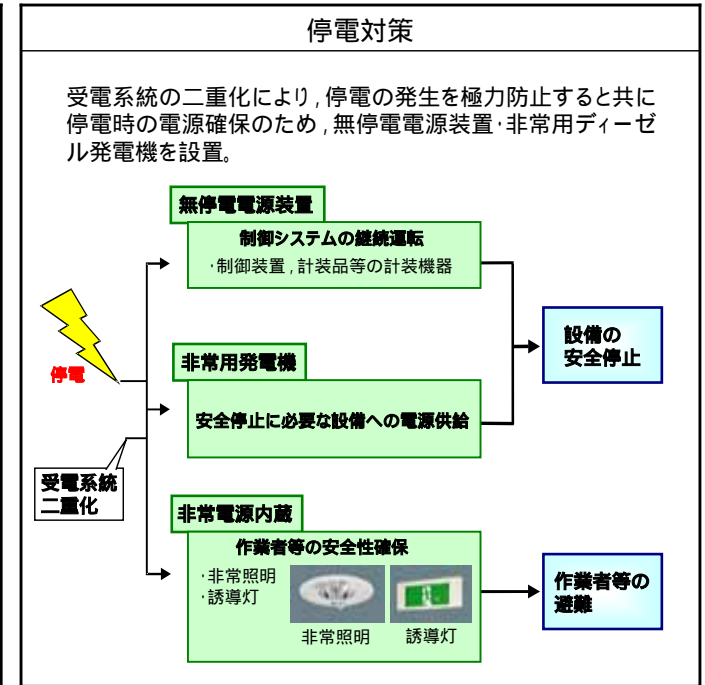 停電対策
受電系統の二重化により,停電の発生を極力防止すると共に
停電時の電源確保のため,無停電電源装置・非常用ディーゼ
ル発電機を設置。
無停電電源装置
制御システムの継続運転
・制御装置,計装品等の計装機器
設備の
安全停止
停電
非常用発電機
安全停止に必要な設備への電源供給
受電系統
二重化
非常電源内蔵
作業者等の安全性確保
・非常照明
・誘導灯
非常照明
誘導灯
作業者等の
避難